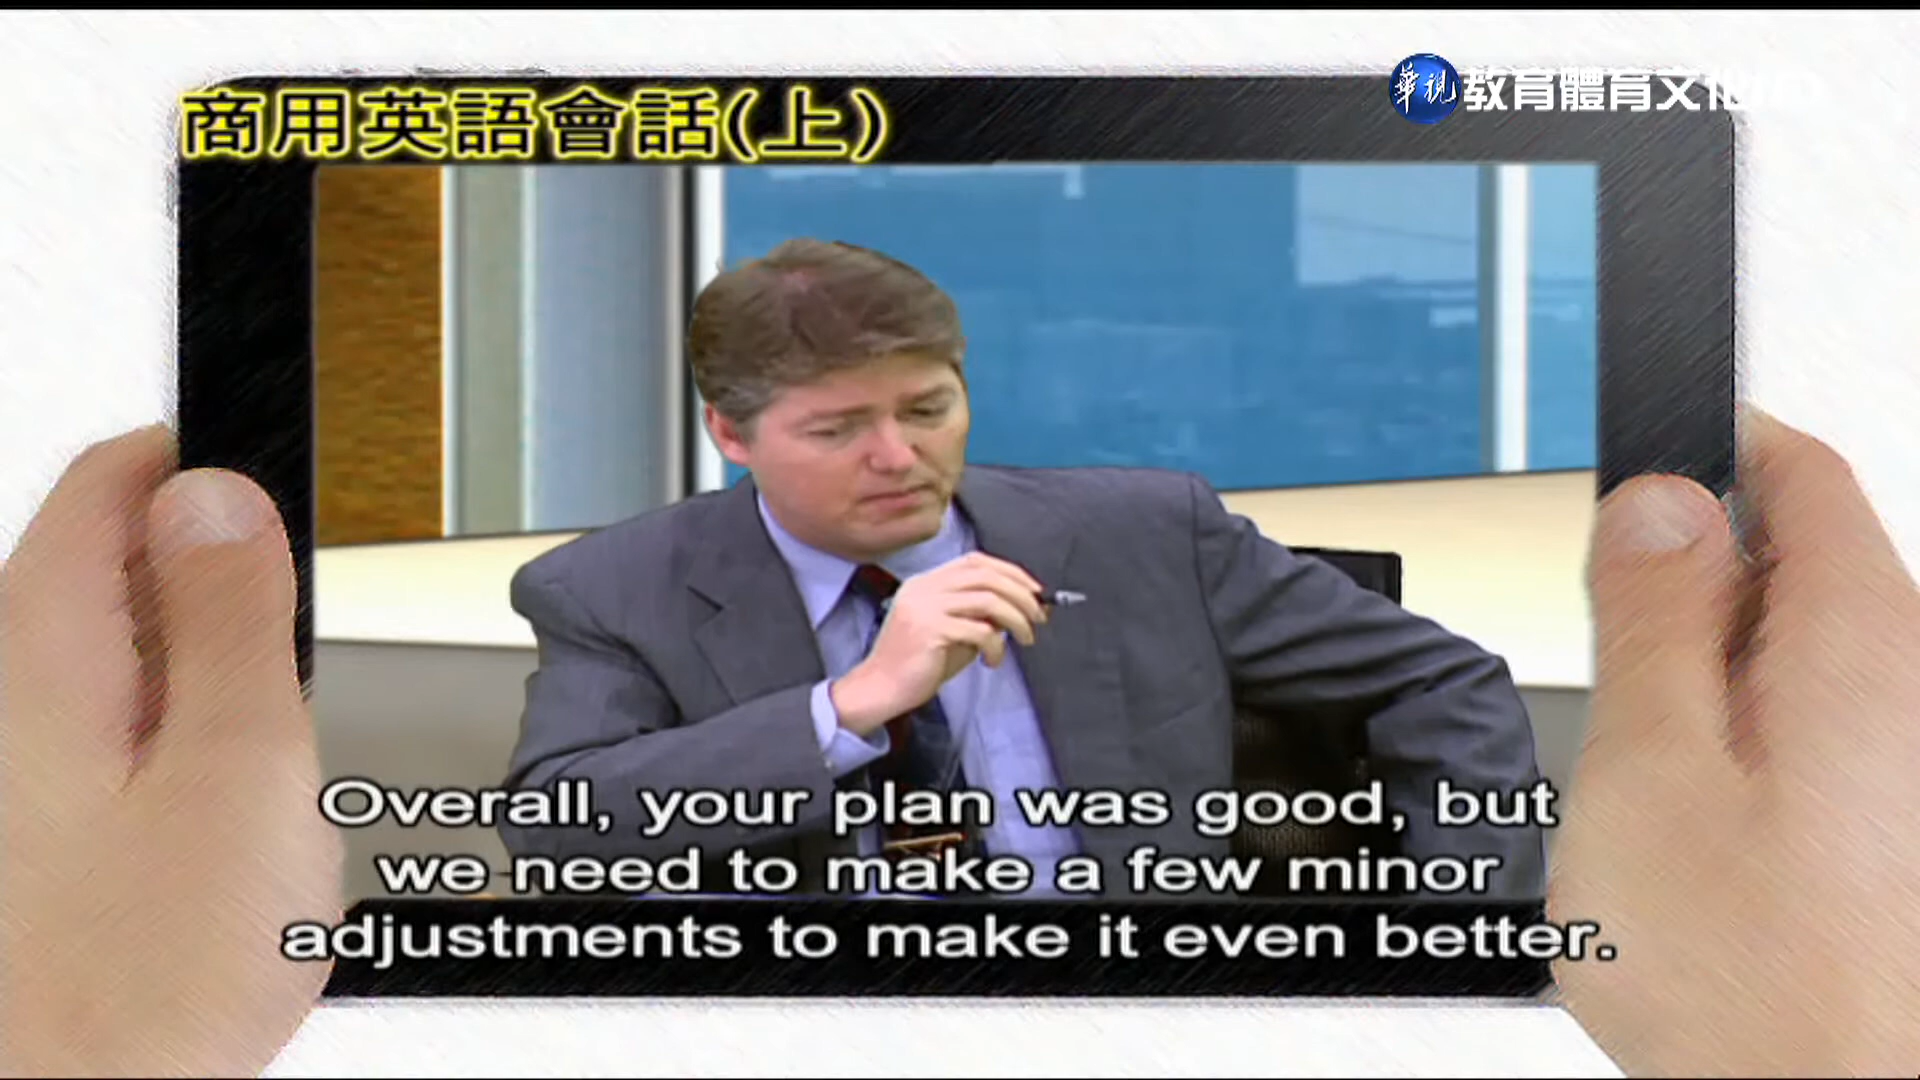 華視 教育體育文化
商用英語會話(上)
Overall, your plan was good, but
we need to make a few minor
adjustments to make it even better.